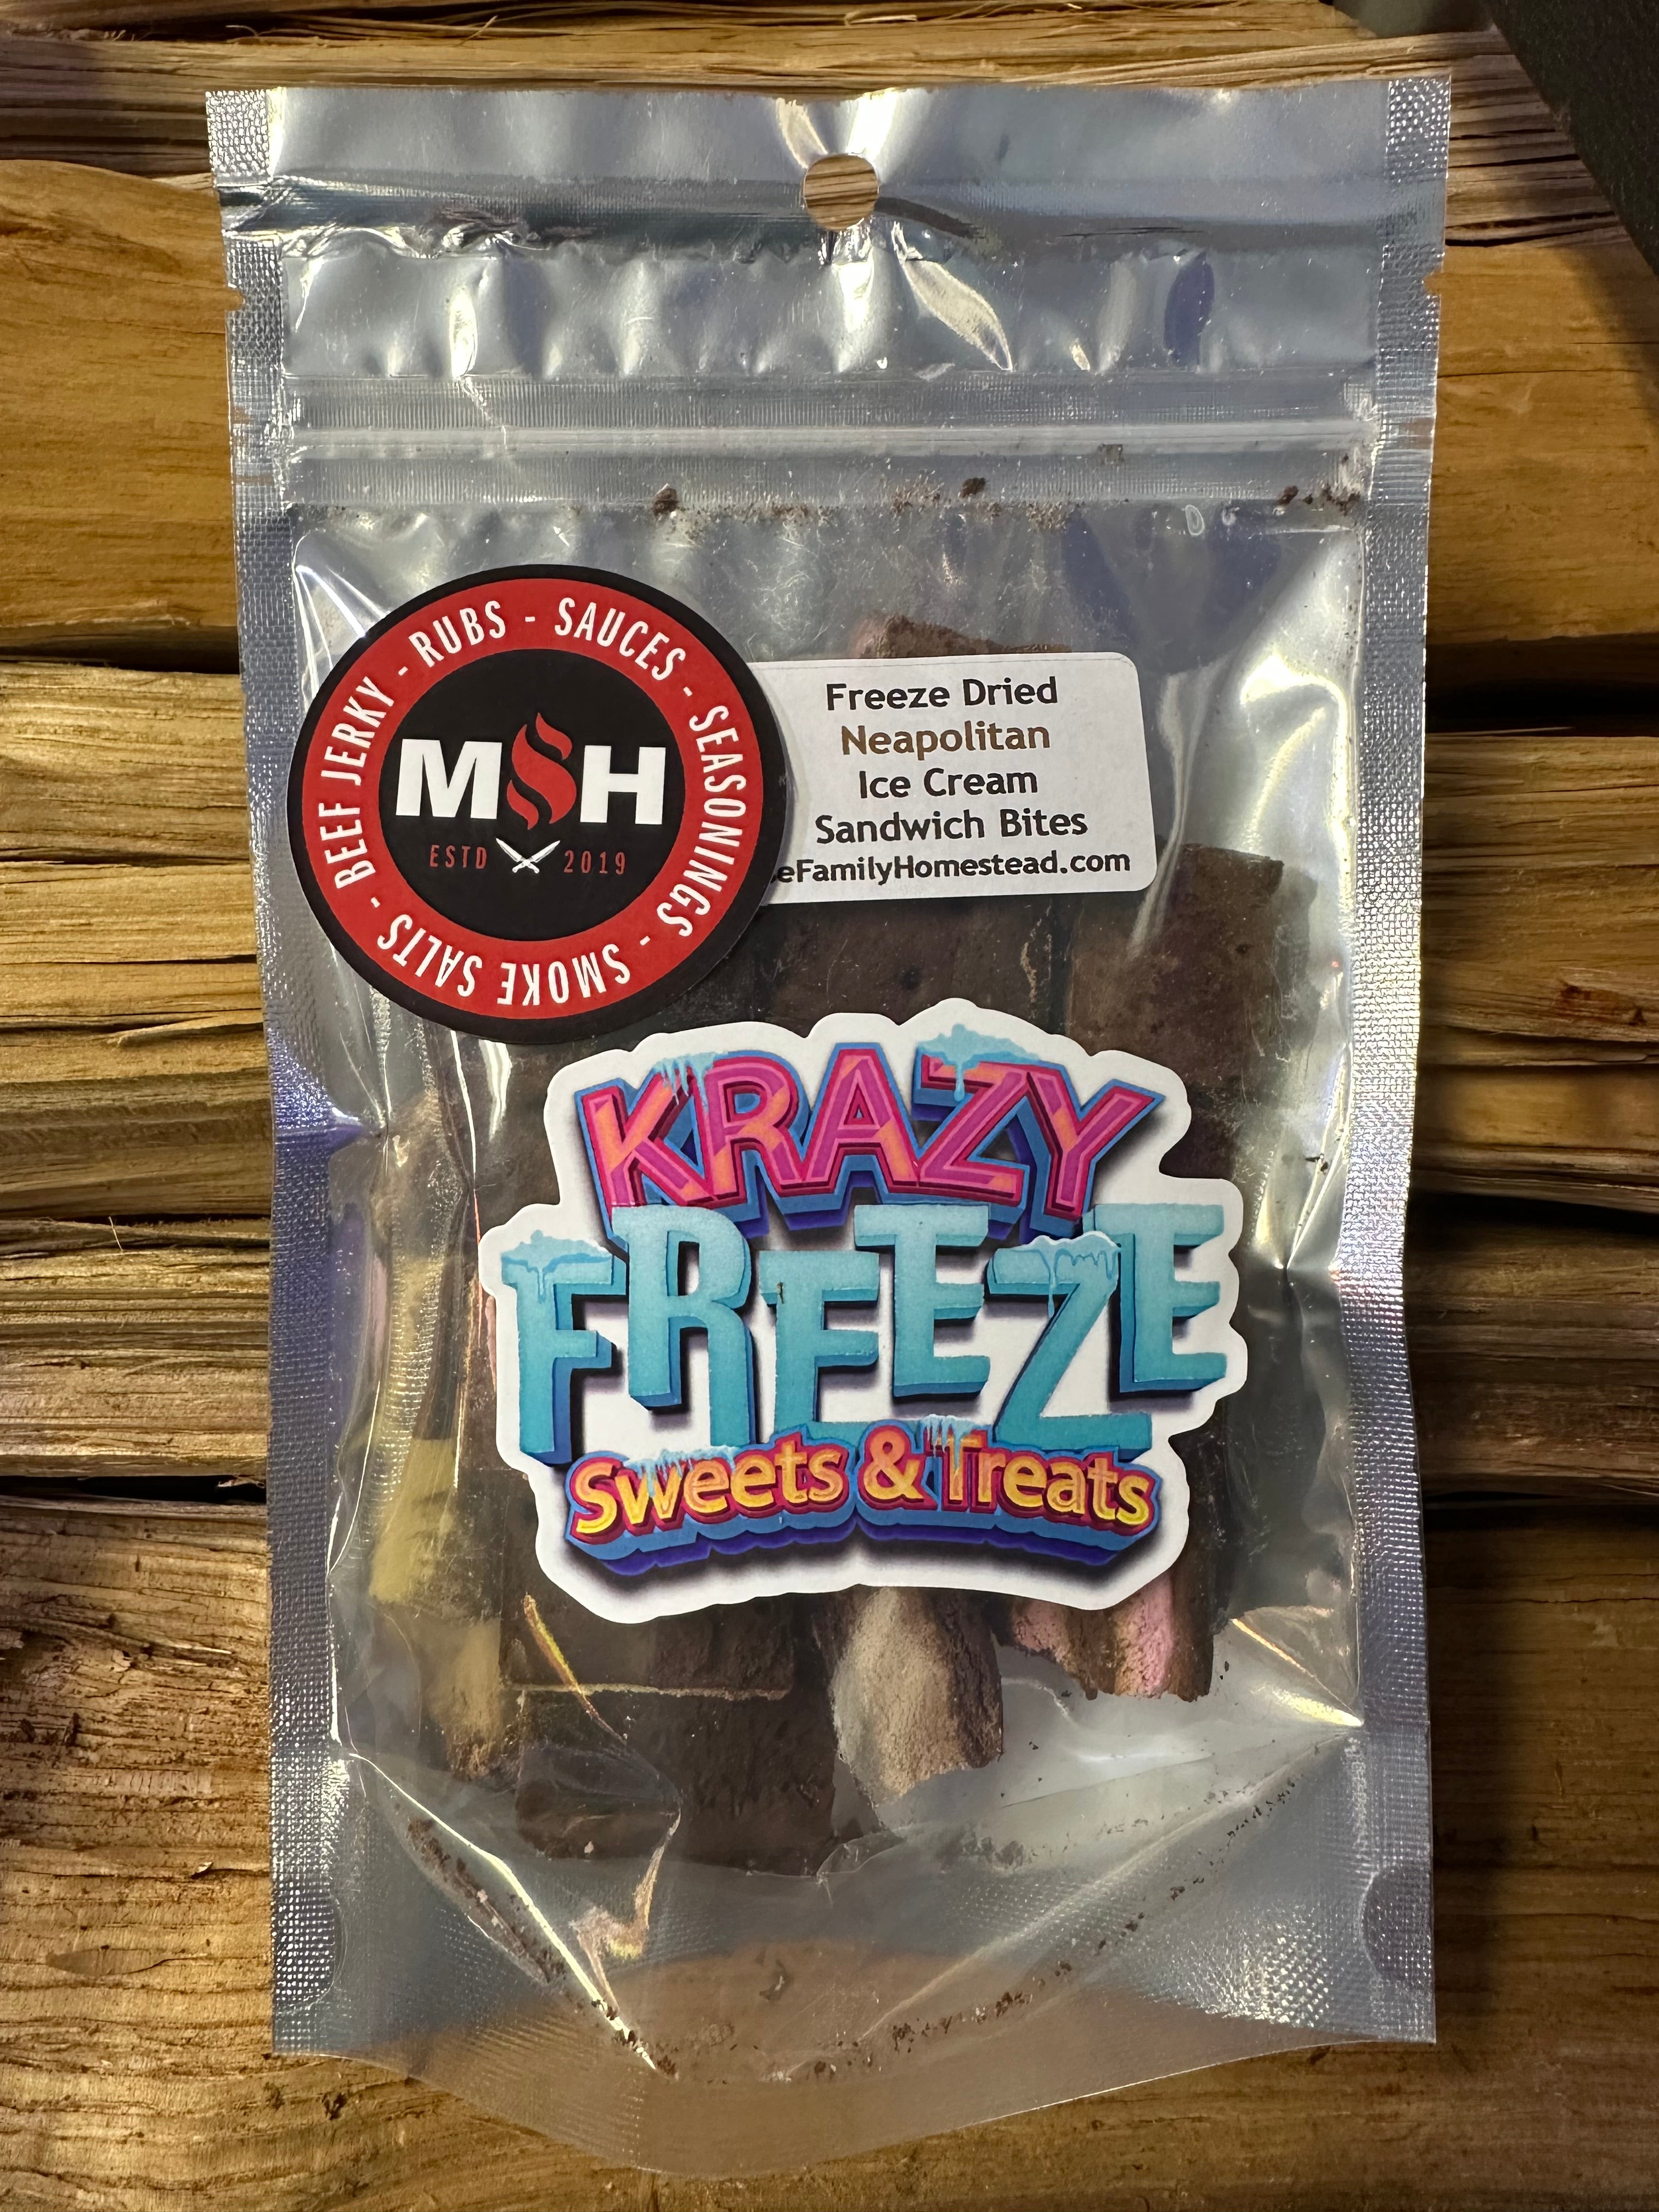 BEEF JERKY - RUBS - SAUCES - SEASONINGS - SMOKE SALTS -
MSH
ESTD 2019
Freeze Dried
Neapolitan
Ice Cream
Sandwich Bites
eFamilyHomestead.com
KRAZY
FREEZE
Sweets & Treats